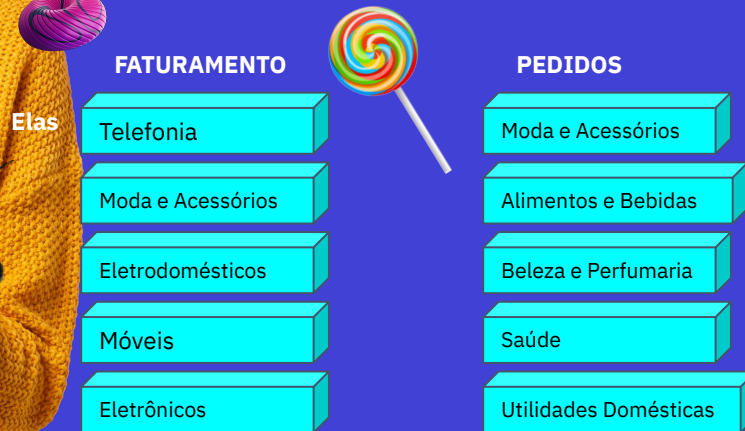 FATURAMENTO
PEDIDOS
Elas
Telefonia
Moda e Acessórios
Eletrodomésticos
Móveis
Eletrônicos
Moda e Acessórios
Alimentos e Bebidas
Beleza e Perfumaria
Saúde
Utilidades Domésticas